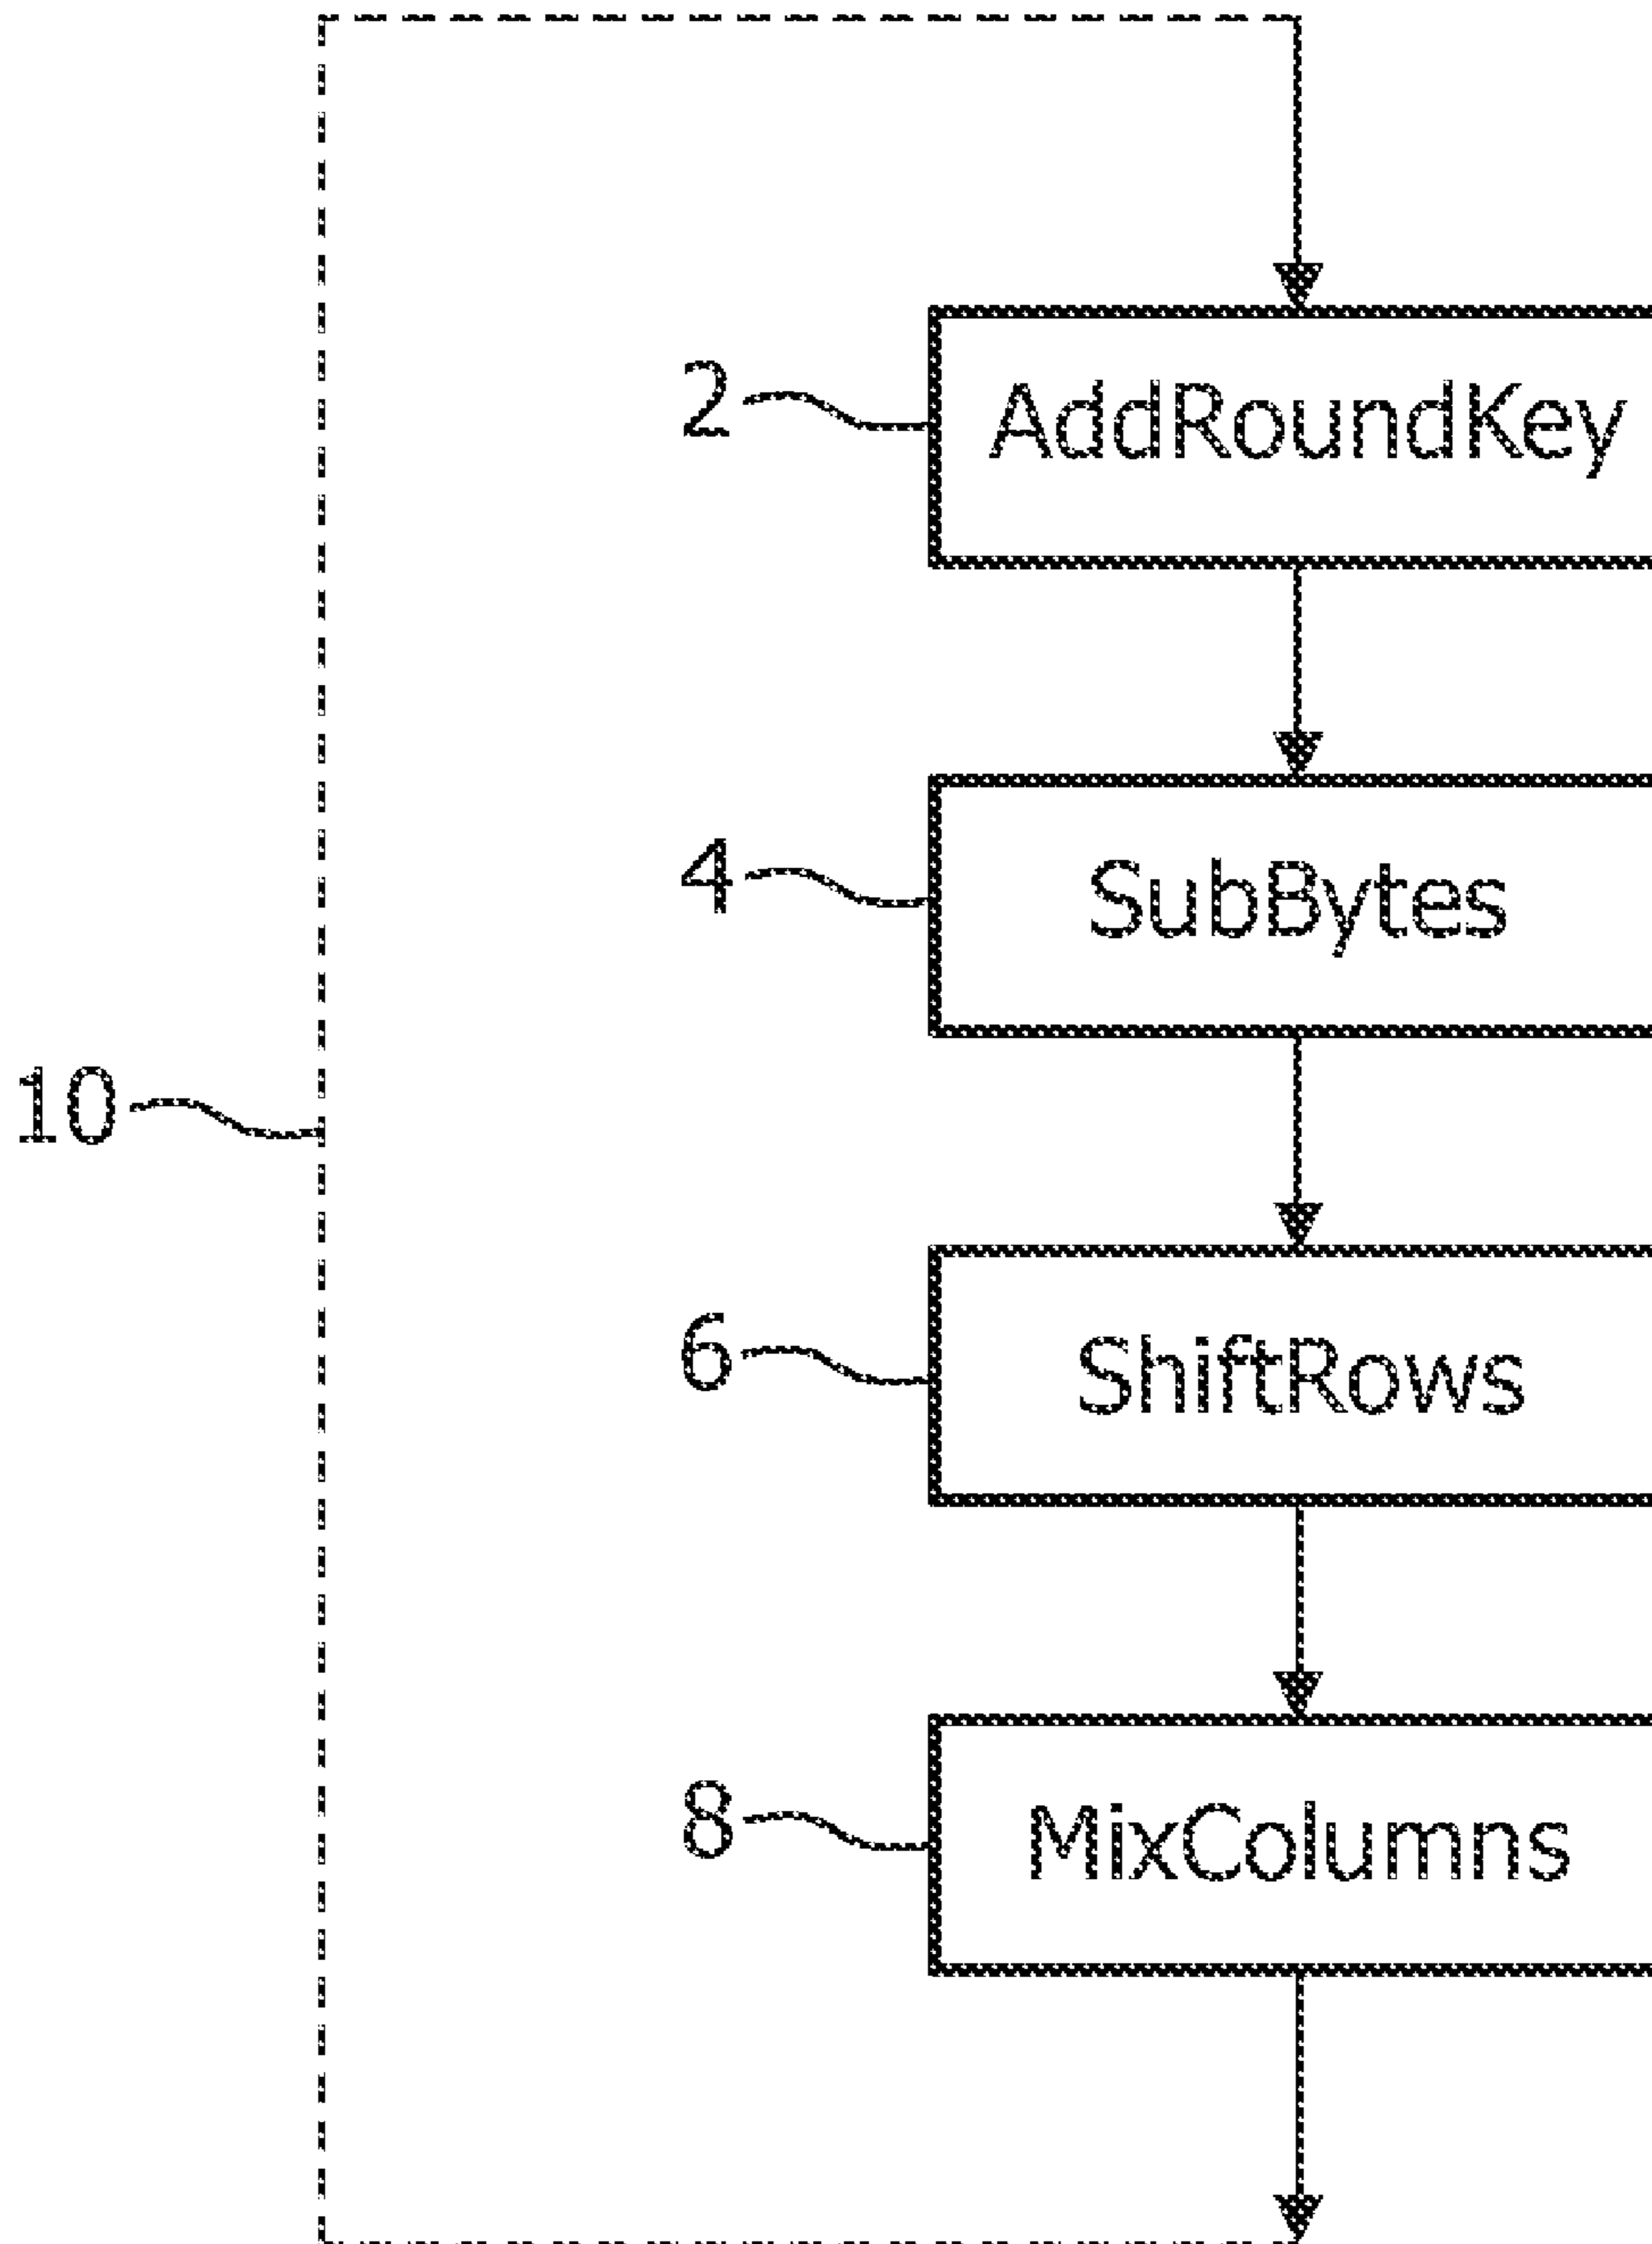 2 AddRoundKey
4 SubBytes
10
6 ShiftRows
8 MixColumns